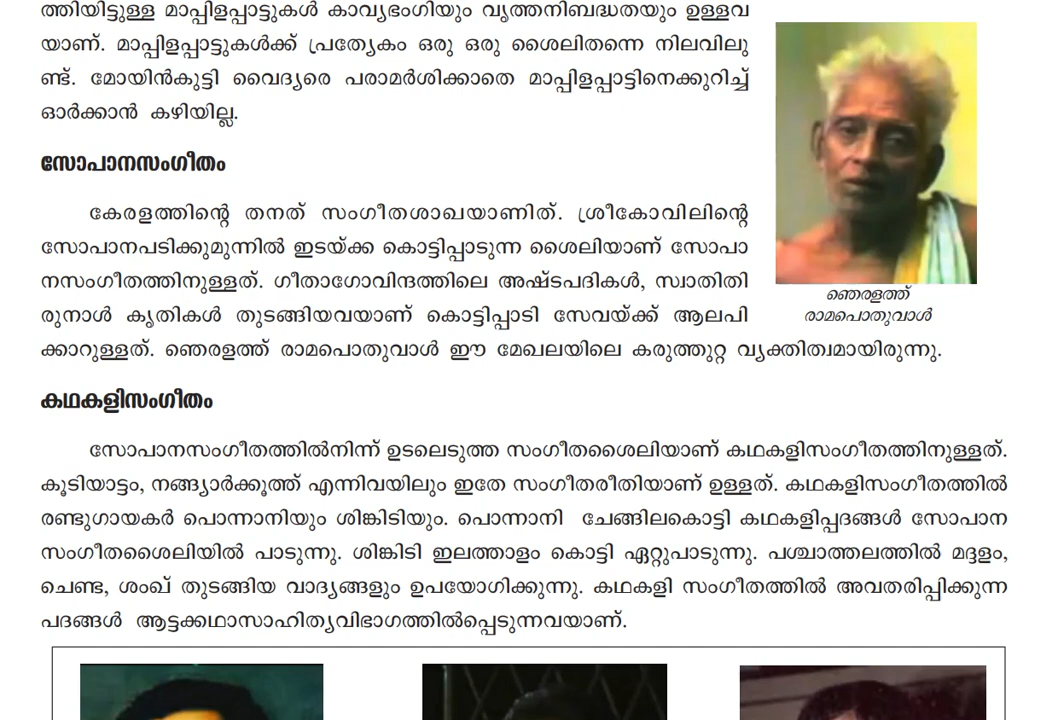 ത്തിയിട്ടുള്ള മാപ്പിളപ്പാട്ടുകൾ കാവ്യഭംഗിയും വൃത്തനിബദ്ധതയും ഉള്ളവ
യാണ്. മാപ്പിളപ്പാട്ടുകൾക്ക് പ്രത്യേകം ഒരു ഒരു ശൈലിതന്നെ നിലവിലു
ണ്ട്. മോയിൻകുട്ടി വൈദ്യരെ പരാമർശിക്കാതെ മാപ്പിളപ്പാട്ടിനെക്കുറിച്ച്
ഓർക്കാൻ കഴിയില്ല.
സോപാനസംഗീതം
കേരളത്തിന്റെ തനത് സംഗീതശാഖയാണിത്. ശ്രീകോവിലിന്റെ
സോപാനപടിക്കുമുന്നിൽ ഇടയ്ക്ക കൊട്ടിപ്പാടുന്ന ശൈലിയാണ് സോപാ
നസംഗീതത്തിനുള്ളത്. ഗീതാഗോവിന്ദത്തിലെ അഷ്ടപദികൾ, സ്വാതിതി
രുനാൾ കൃതികൾ തുടങ്ങിയവയാണ് കൊട്ടിപ്പാടി സേവയ്ക്ക് ആലപി
ക്കാറുള്ളത്. ഞെരളത്ത് രാമപൊതുവാൾ ഈ മേഖലയിലെ കരുത്തുറ്റ വ്യക്തിത്വമായിരുന്നു.
ഞെരളത്ത്
രാമപൊതുവാൾ
കഥകളിസംഗീതം
സോപാനസംഗീതത്തിൽനിന്ന് ഉടലെടുത്ത സംഗീതശൈലിയാണ് കഥകളിസംഗീതത്തിനുള്ളത്.
കൂടിയാട്ടം, നങ്ങ്യാർക്കൂത്ത് എന്നിവയിലും ഇതേ സംഗീതരീതിയാണ് ഉള്ളത്. കഥകളിസംഗീതത്തിൽ
രണ്ടുഗായകർ പൊന്നാനിയും ശിങ്കിടിയും. പൊന്നാനി ചേങ്ങിലകൊട്ടി കഥകളിപ്പദങ്ങൾ സോപാന
സംഗീതശൈലിയിൽ പാടുന്നു. ശിങ്കിടി ഇലത്താളം കൊട്ടി ഏറ്റുപാടുന്നു. പശ്ചാത്തലത്തിൽ മദ്ദളം,
ചെണ്ട, ശംഖ് തുടങ്ങിയ വാദ്യങ്ങളും ഉപയോഗിക്കുന്നു. കഥകളി സംഗീതത്തിൽ അവതരിപ്പിക്കുന്ന
പദങ്ങൾ ആട്ടക്കഥാസാഹിത്യവിഭാഗത്തിൽപ്പെടുന്നവയാണ്.